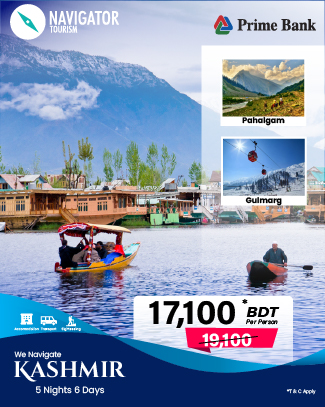 NAVIGATOR
TOURISM
Prime Bank
Pahalgam
Gulmarg
17,100 * BDT
Per Person
19,100
Accomodation Transport Sightseeing
We Navigate
KASHMIR
5 Nights 6 Days
*T & C Apply